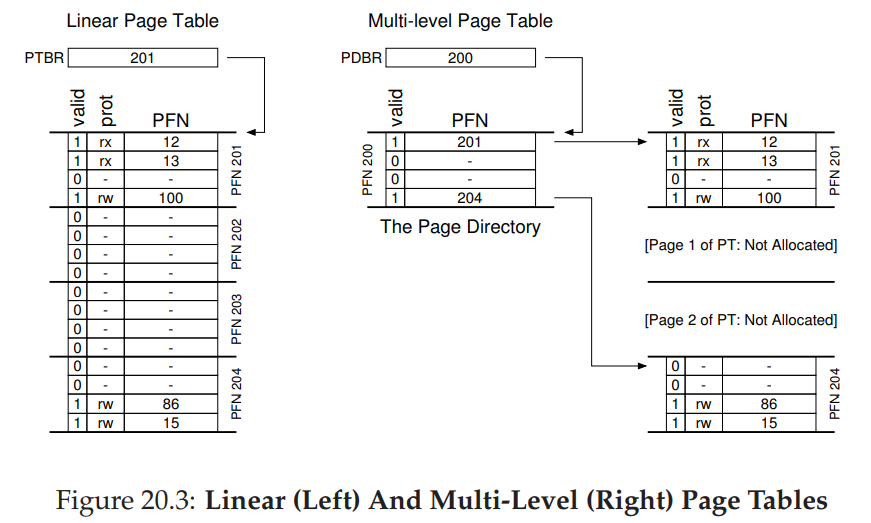 Linear Page Table
PTBR 201
valid prot PFN
1 rx 12
1 rx 13
0 - -
1 rw 100
PFN 201
0 - -
0 - -
0 - -
0 - -
PFN 202
0 - -
0 - -
0 - -
0 - -
PFN 203
0 - -
0 - -
1 rw 86
1 rw 15
PFN 204
Multi-level Page Table
PDBR 200
valid PFN
PFN 200
1 201
0 -
0 -
1 204
The Page Directory
valid prot PFN
1 rx 12
1 rx 13
0 - -
1 rw 100
PFN 201
[Page 1 of PT: Not Allocated]
[Page 2 of PT: Not Allocated]
0 - -
0 - -
1 rw 86
1 rw 15
PFN 204
Figure 20.3: Linear (Left) And Multi-Level (Right) Page Tables